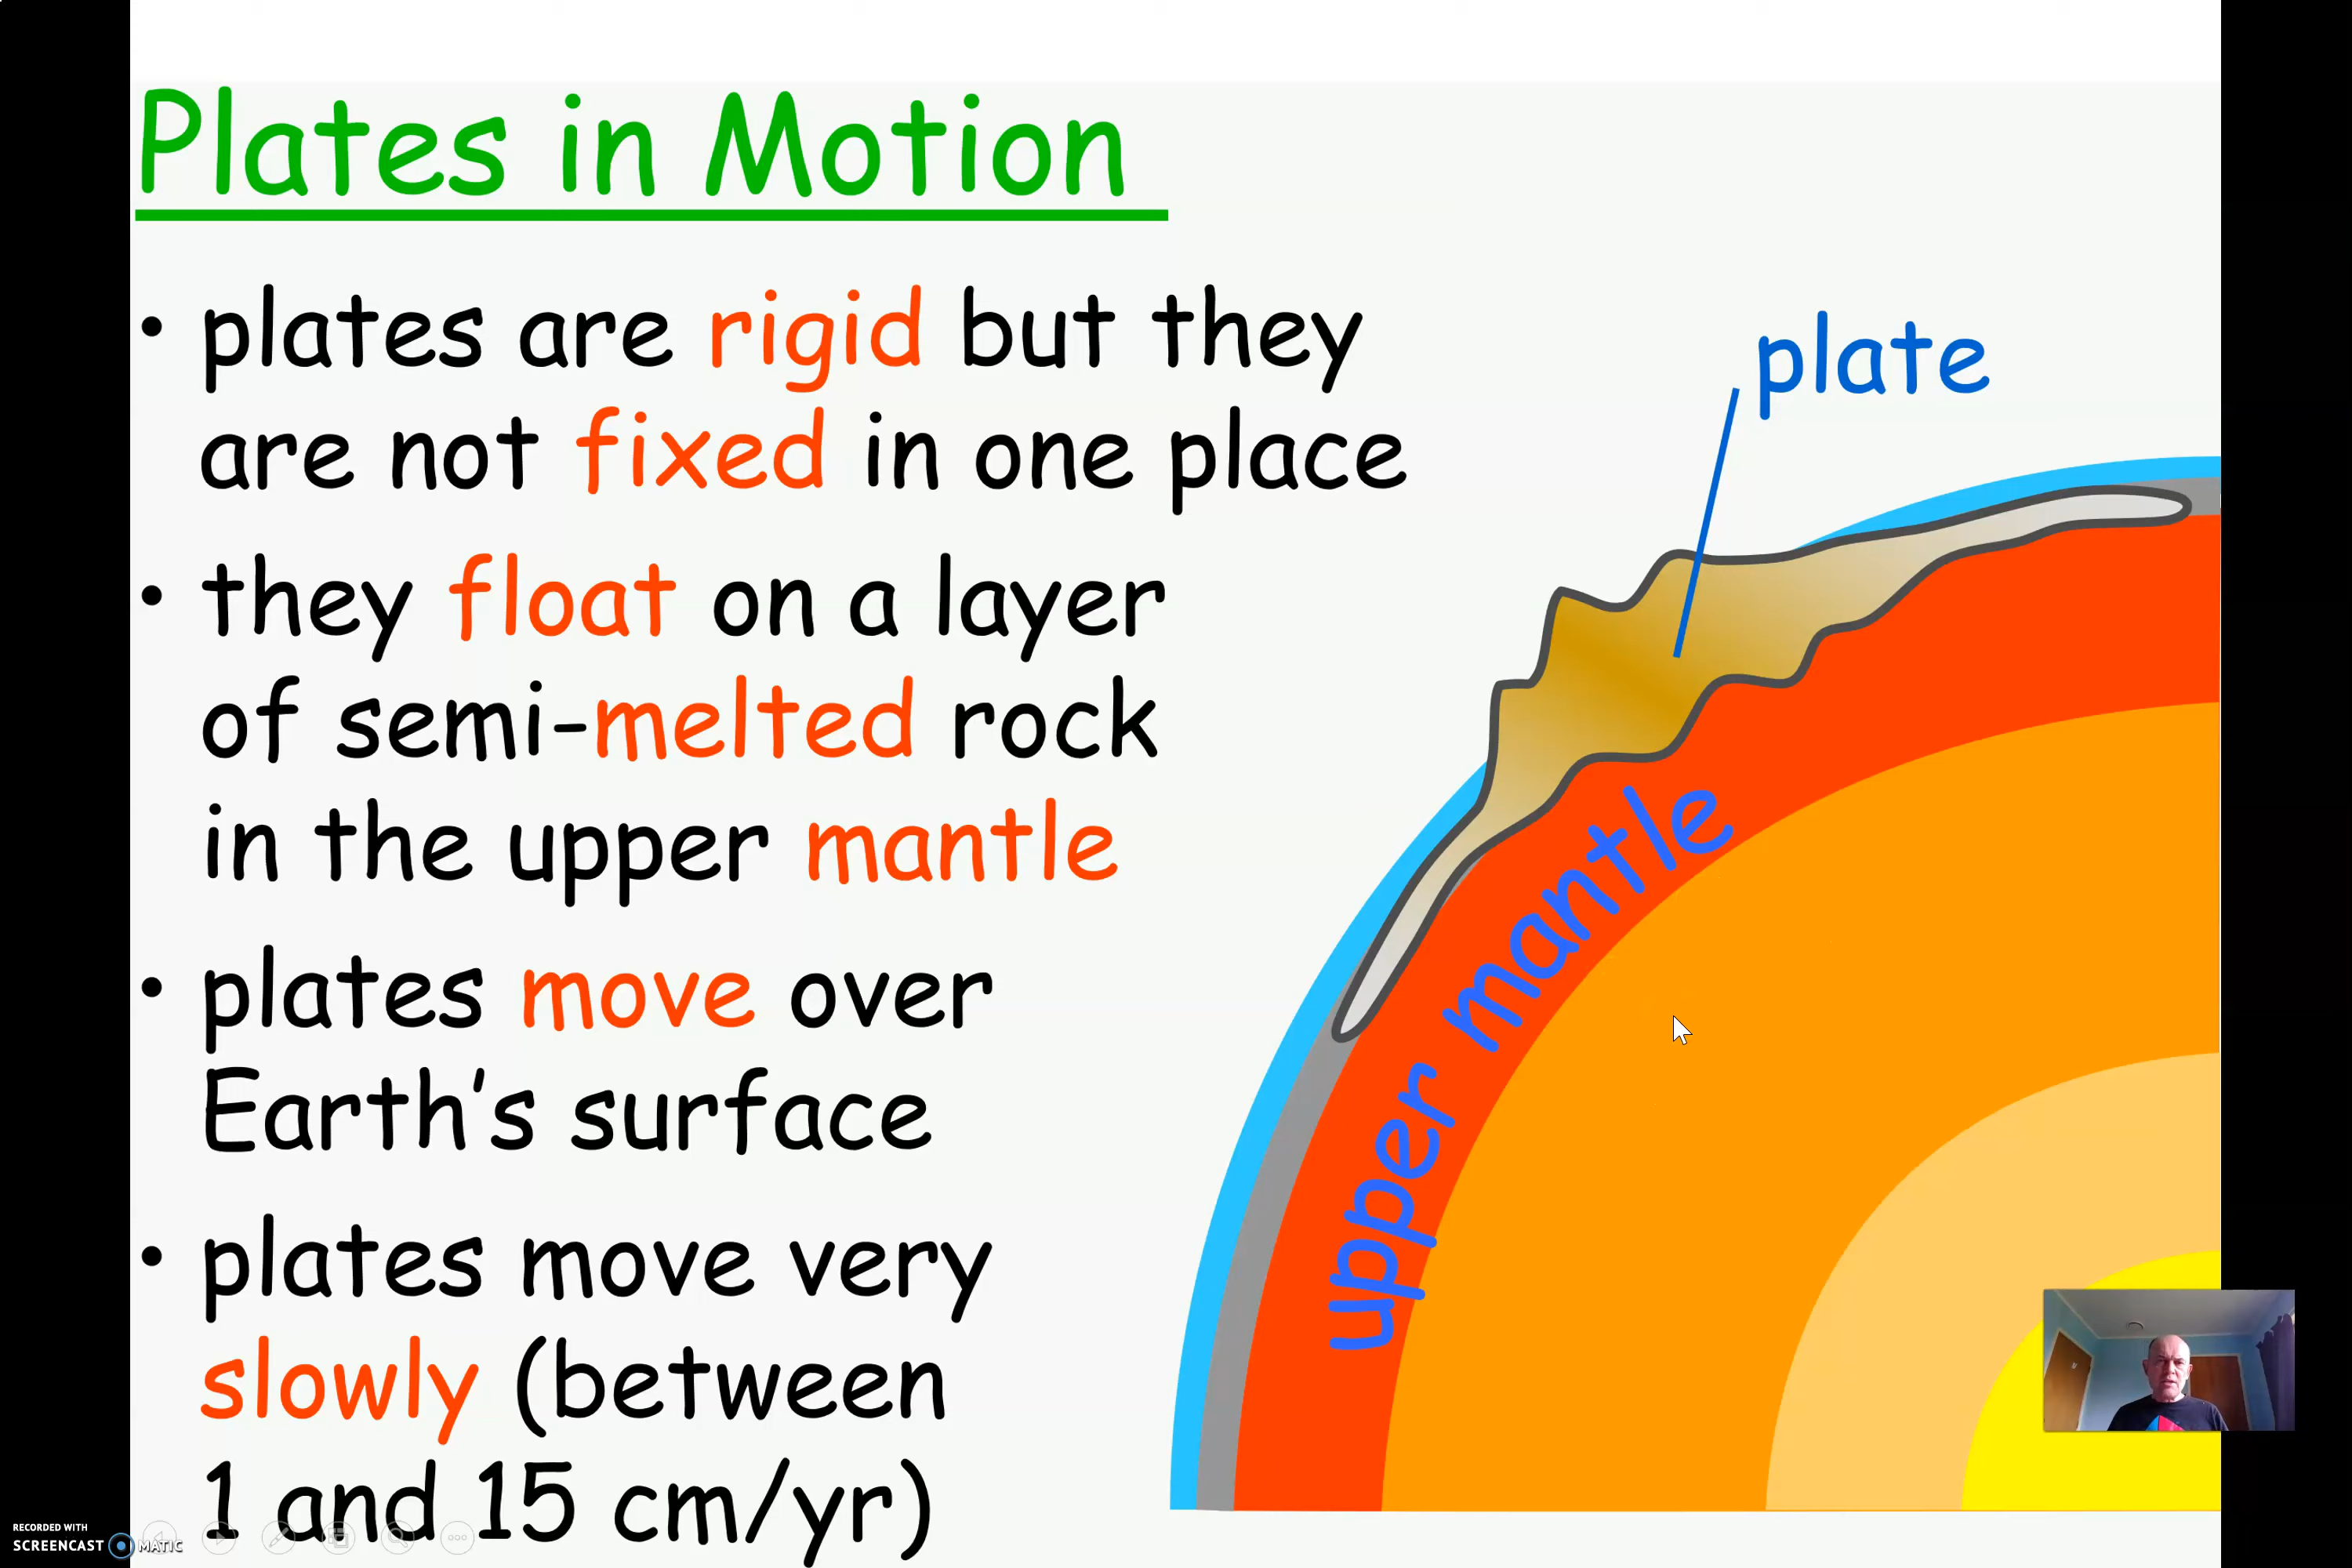 Plates in Motion
• plates are rigid but they
are not fixed in one place
• they float on a layer
of semi-melted rock
in the upper mantle
• plates move over
Earth's surface
• plates move very
slowly (between
1 and 15 cm/yr)
plate
upper mantle
RECORDED WITH
SCREENCAST MATIC